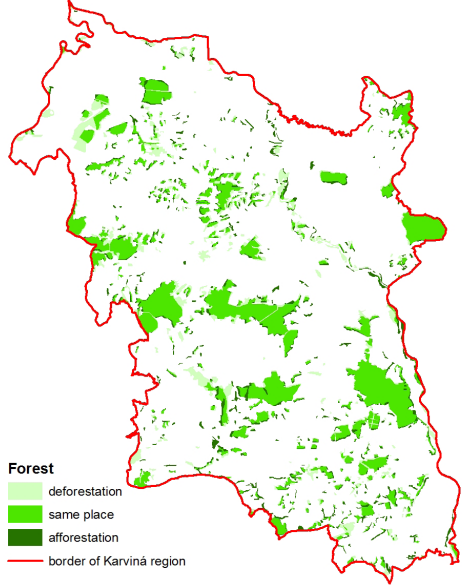 Forest
deforestation
same place
afforestation
border of Karviná region